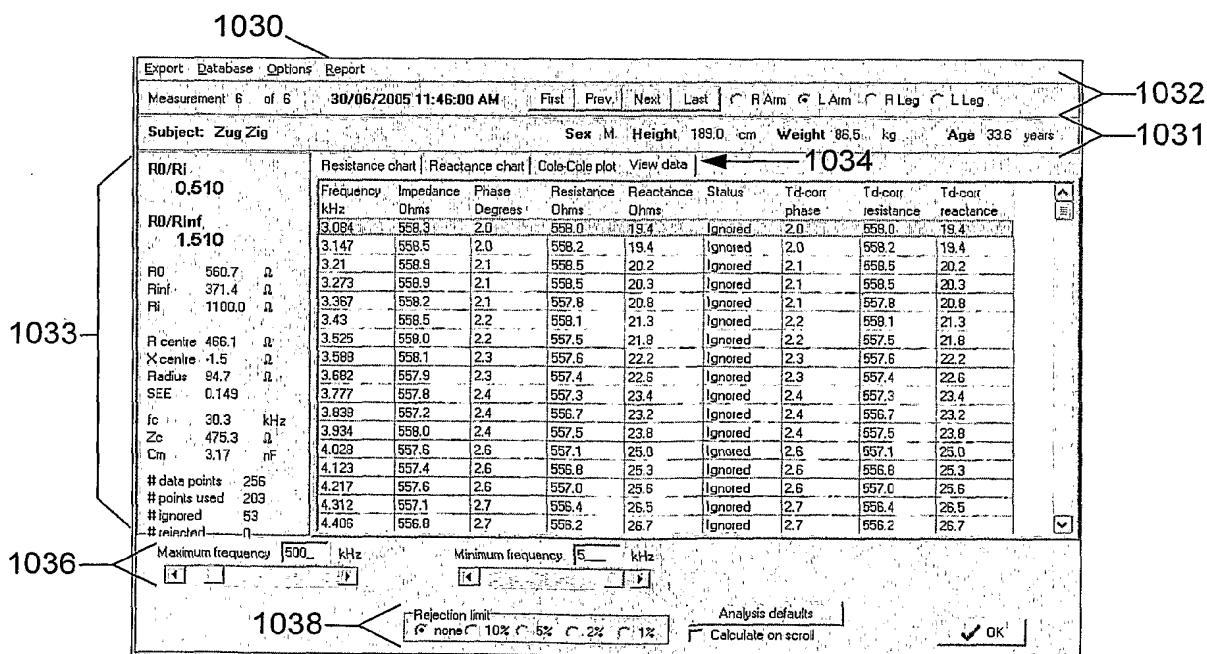 1030
Export Database Options Report
Measurement 6 of 6 30/06/2005 11:46:00 AM First Prev. Next Last R Arm L Arm R Leg L Leg
1032
Subject: Zug Zig Sex M Height 189.0 cm Weight 86.5 kg Age 33.6 years
1031
R0/Ri
0.510
R0/RInf
1.510
R0 560.7 Ω
Rinf 371.4 Ω
Ri 1100.0 Ω
R centre 466.1 Ω
X centre -1.5 Ω
Radius 94.7 Ω
SEE 0.149
fc 30.3 kHz
Zc 475.3 Ω
Cm 3.17 nF
# data points 256
# points used 203
# ignored 53
# rejected 0
1033
Resistance chart Reactance chart Cole-Cole plot View data
1034
Frequency Impedance Phase Resistance Reactance Status Td-corr Td-corr Td-corr
kHz Ohms Degrees Ohms Ohms phase resistance reactance
3.084 558.3 2.0 558.0 19.4 Ignored 2.0 558.0 19.4
3.147 558.5 2.0 558.2 19.4 Ignored 2.0 558.2 19.4
3.21 558.9 2.1 558.5 20.2 Ignored 2.1 558.5 20.2
3.273 558.9 2.1 558.5 20.3 Ignored 2.1 558.5 20.3
3.367 558.2 2.1 557.8 20.8 Ignored 2.1 557.8 20.8
3.43 558.5 2.2 558.1 21.3 Ignored 2.2 558.1 21.3
3.525 558.0 2.2 557.5 21.8 Ignored 2.2 557.5 21.8
3.588 558.1 2.3 557.6 22.2 Ignored 2.3 557.6 22.2
3.682 557.9 2.3 557.4 22.6 Ignored 2.3 557.4 22.6
3.777 557.8 2.4 557.3 23.4 Ignored 2.4 557.3 23.4
3.839 557.2 2.4 556.7 23.2 Ignored 2.4 556.7 23.2
3.934 558.0 2.4 557.5 23.8 Ignored 2.4 557.5 23.8
4.028 557.6 2.6 557.1 25.0 Ignored 2.6 557.1 25.0
4.123 557.4 2.6 556.8 25.3 Ignored 2.6 556.8 25.3
4.217 557.6 2.6 557.0 25.6 Ignored 2.6 557.0 25.6
4.312 557.1 2.7 556.4 26.5 Ignored 2.7 556.4 26.5
4.406 556.8 2.7 556.2 26.7 Ignored 2.7 556.2 26.7
1036
Maximum frequency 500_ kHz Minimum frequency 5__ kHz
1038
Rejection limit
none 10% 5% 2% 1%
Analysis defaults
Calculate on scroll
OK